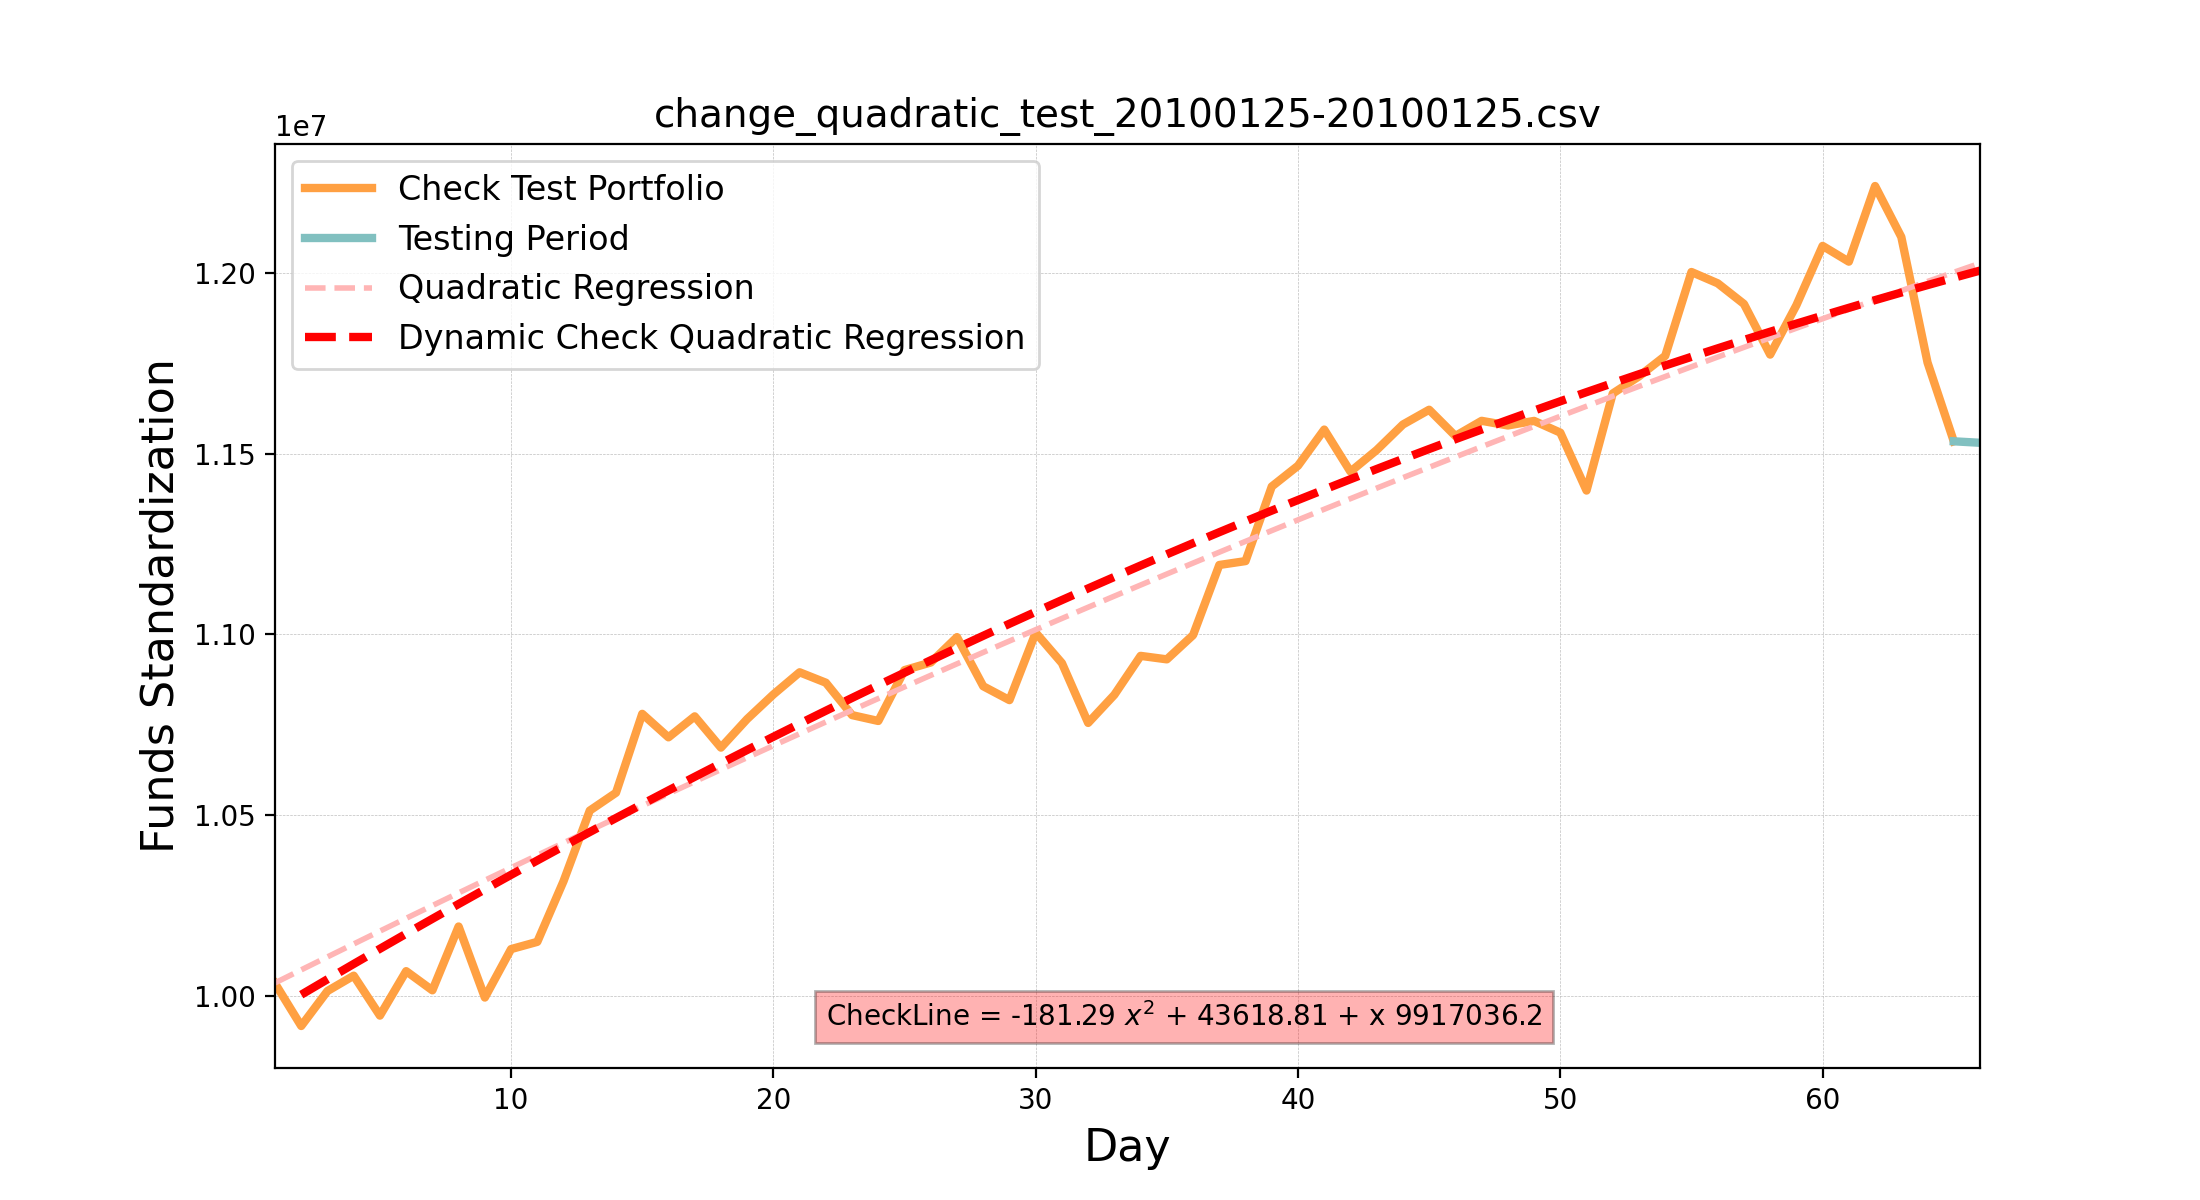 change_quadratic_test_20100125-20100125.csv
1e7
Check Test Portfolio
Testing Period
Quadratic Regression
Dynamic Check Quadratic Regression
Funds Standardization
1.20
1.15
1.10
1.05
1.00
CheckLine = -181.29 x² + 43618.81 + x 9917036.2
10 20 30 40 50 60
Day